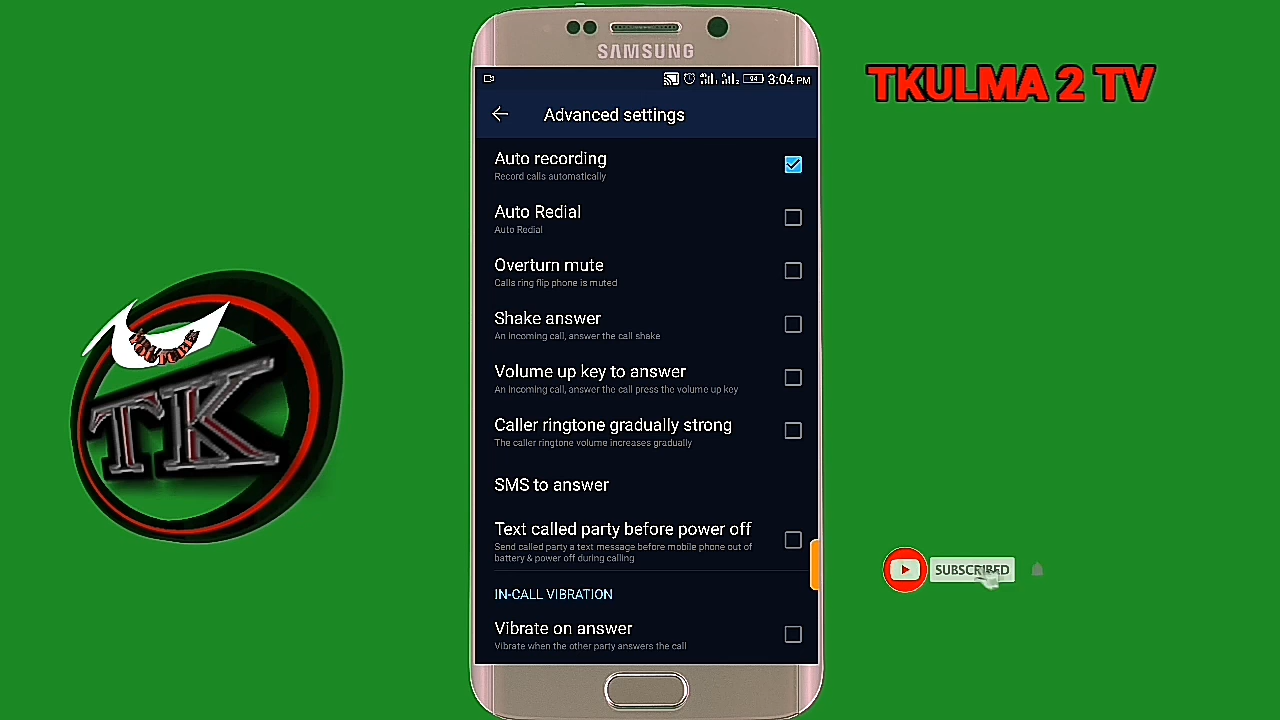 SAMSUNG
TKULMA 2 TV
94 3:04 PM
Advanced settings
Auto recording
Record calls automatically
Auto Redial
Auto Redial
Overturn mute
Calls ring flip phone is muted
Shake answer
An incoming call, answer the call shake
Volume up key to answer
An incoming call, answer the call press the volume up key
Caller ringtone gradually strong
The caller ringtone volume increases gradually
SMS to answer
Text called party before power off
Send called party a text message before mobile phone out of
battery & power off during calling
IN-CALL VIBRATION
Vibrate on answer
Vibrate when the other party answers the call
YOUTUBE
TK
SUBSCRIBED